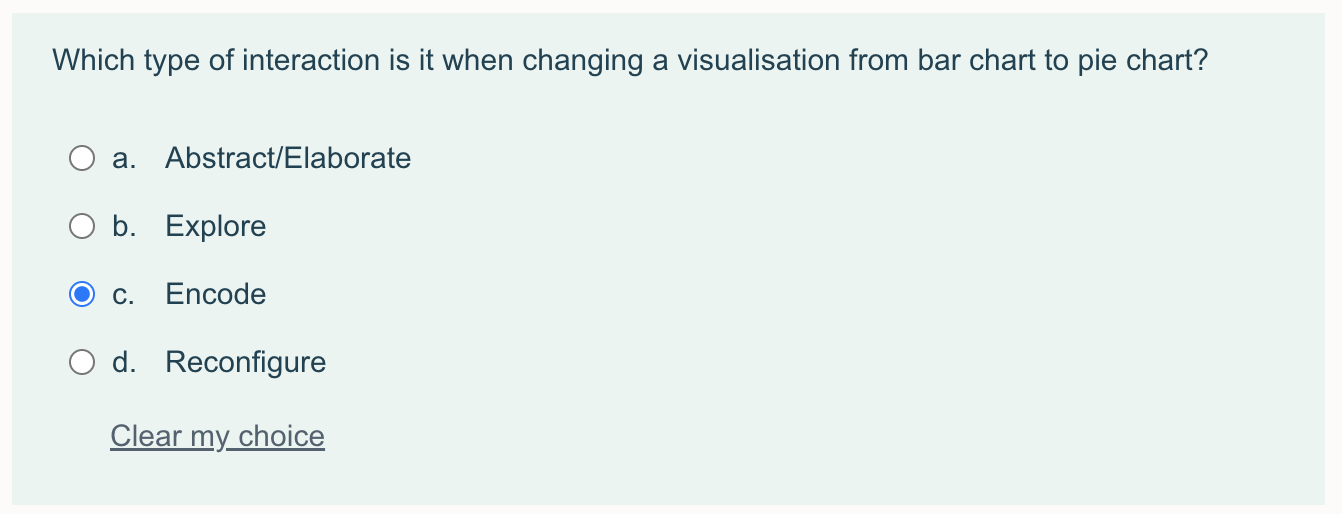 Which type of interaction is it when changing a visualisation from bar chart to pie chart?
a. Abstract/Elaborate
b. Explore
c. Encode
d. Reconfigure
Clear my choice